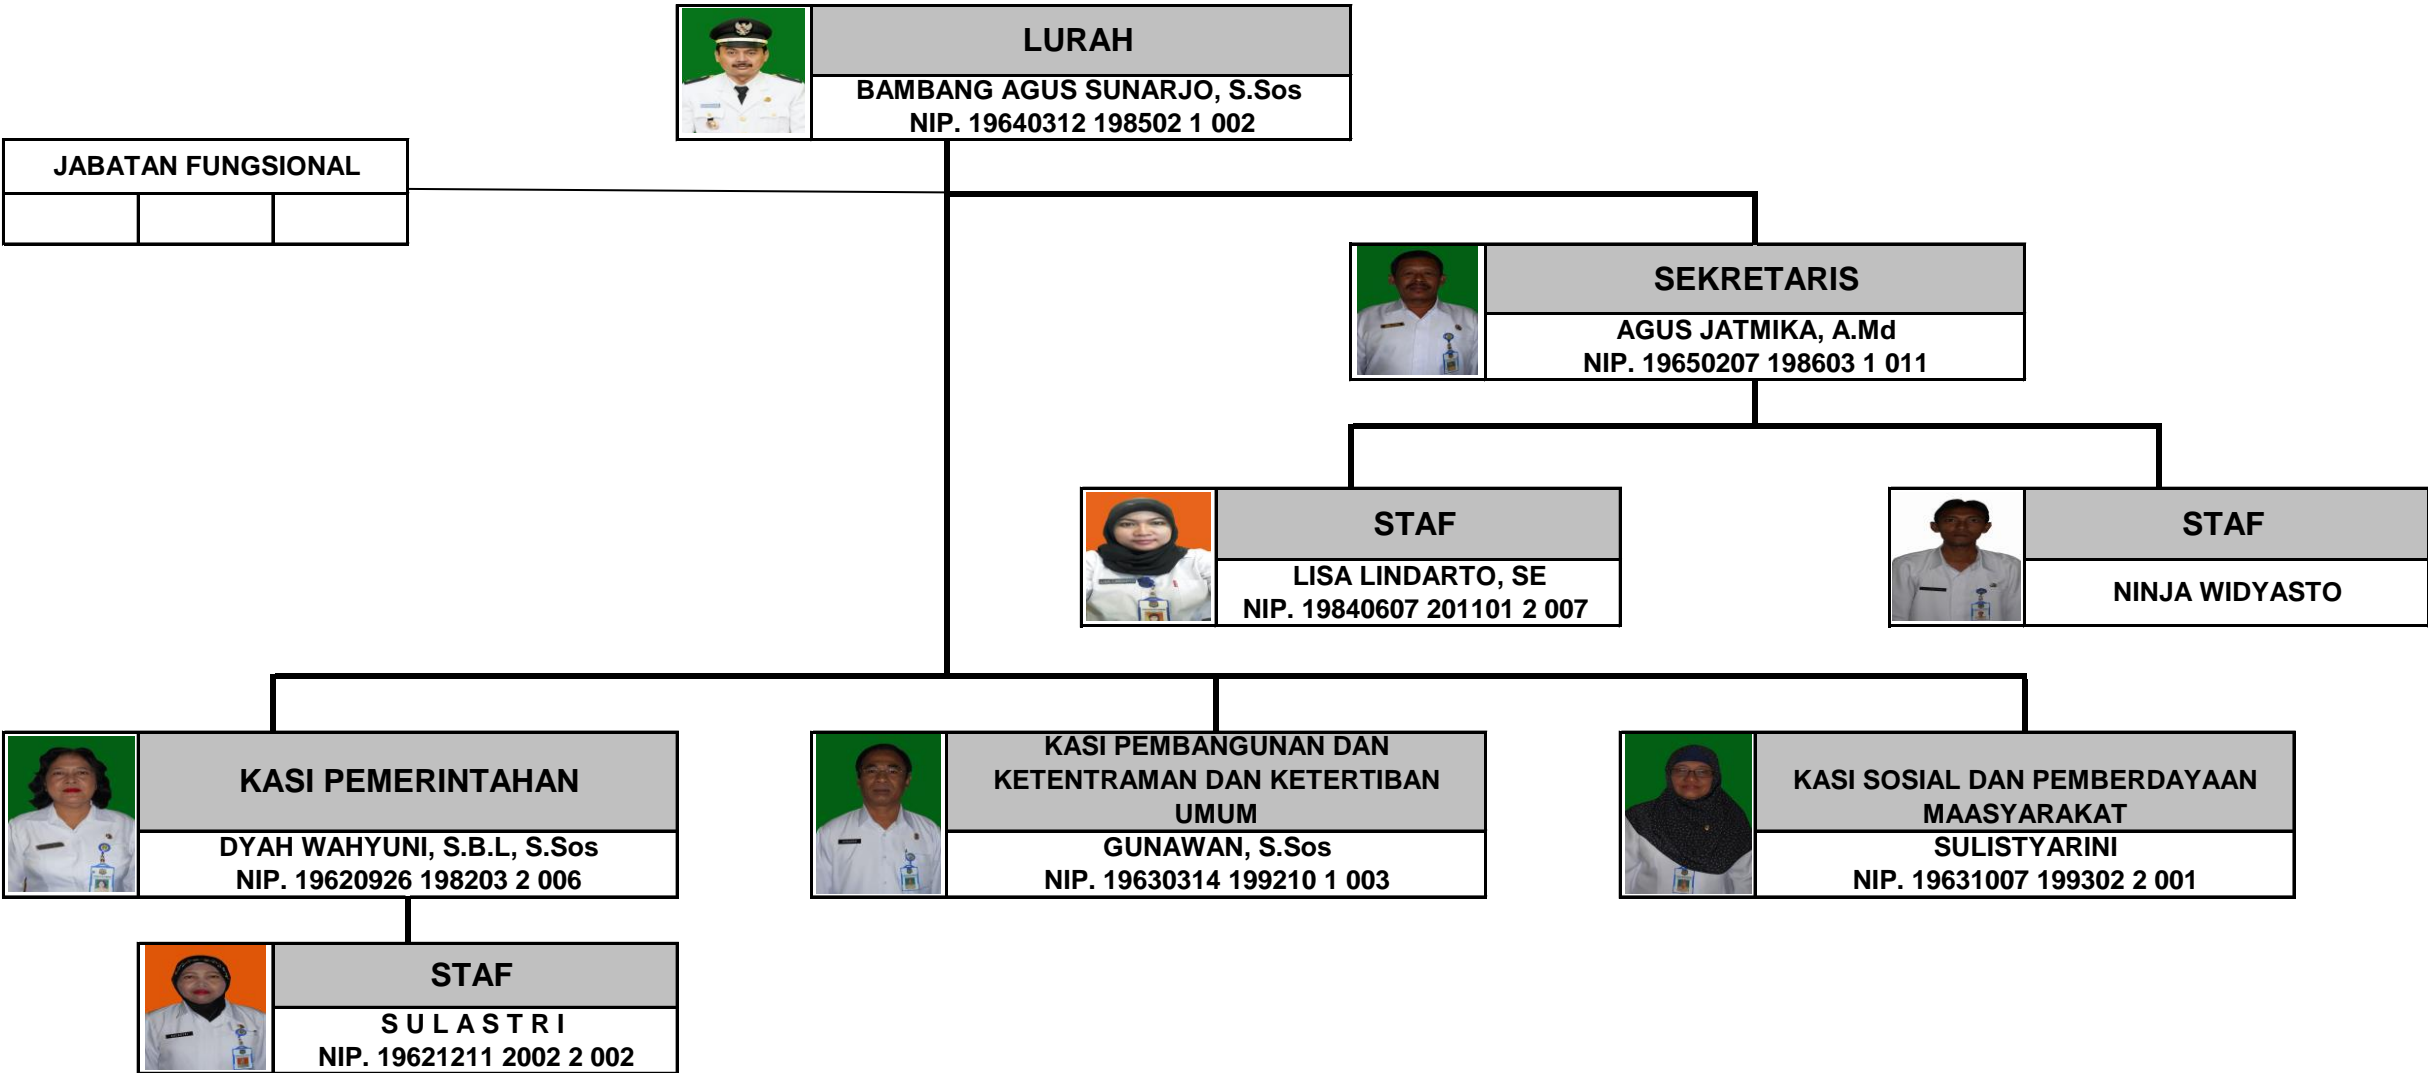 LURAH
BAMBANG AGUS SUNARJO, S.Sos
NIP. 19640312 198502 1 002
JABATAN FUNGSIONAL
SEKRETARIS
AGUS JATMIKA, A.Md
NIP. 19650207 198603 1 011
STAF
LISA LINDARTO, SE
NIP. 19840607 201101 2 007
STAF
NINJA WIDYASTO
KASI PEMERINTAHAN
DYAH WAHYUNI, S.B.L, S.Sos
NIP. 19620926 198203 2 006
KASI PEMBANGUNAN DAN
KETENTRAMAN DAN KETERTIBAN
UMUM
GUNAWAN, S.Sos
NIP. 19630314 199210 1 003
KASI SOSIAL DAN PEMBERDAYAAN
MAASYARAKAT
SULISTYARINI
NIP. 19631007 199302 2 001
STAF
S U L A S T R I
NIP. 19621211 2002 2 002